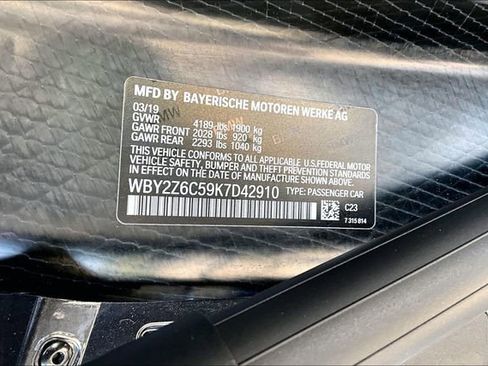 MFD BY BAYERISCHE MOTOREN WERKE AG
03/19
GVWR 4189 lbs 1900 kg
GAWR FRONT 2028 lbs 920 kg
GAWR REAR 2293 lbs 1040 kg
THIS VEHICLE CONFORMS TO ALL APPLICABLE U.S. FEDERAL MOTOR
VEHICLE SAFETY, BUMPER, AND THEFT PREVENTION STANDARDS
IN EFFECT ON THE DATE OF MANUFACTURE SHOWN ABOVE.
WBY2Z6C59K7D42910 TYPE: PASSENGER CAR
C23
7 315 814